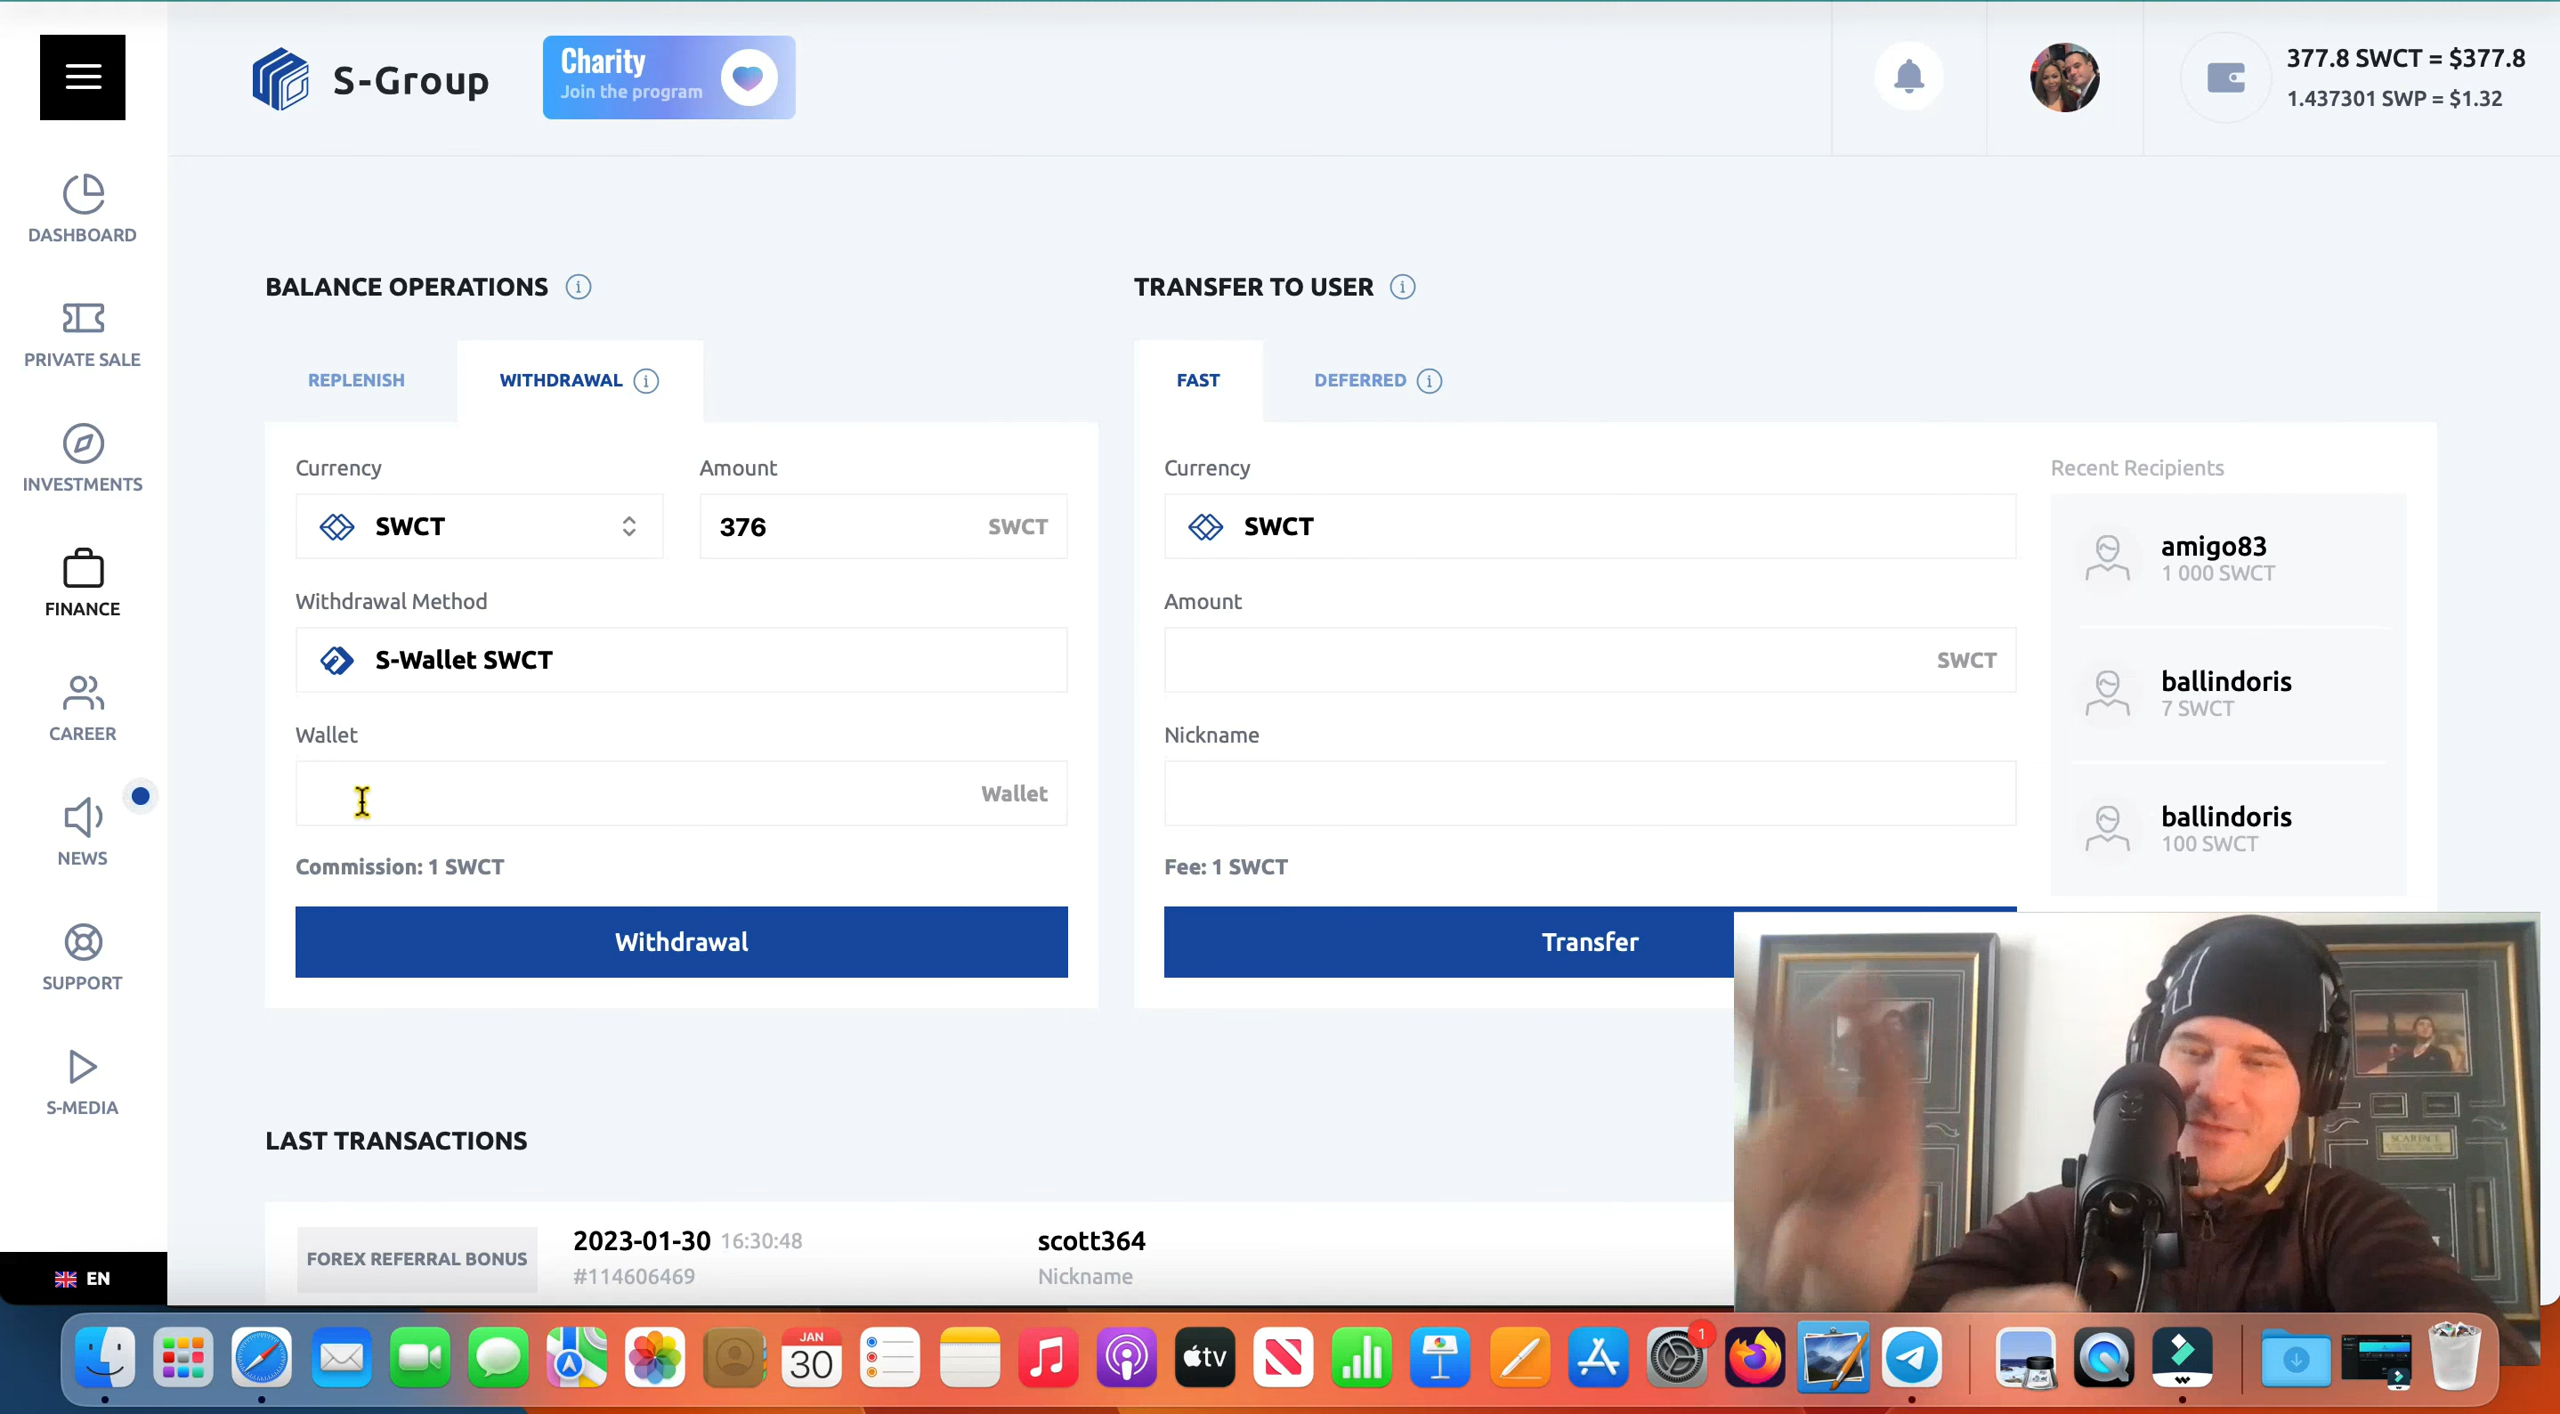 S-Group
Charity
Join the program
377.8 SWCT = $377.8
1.437301 SWP = $1.32
DASHBOARD
PRIVATE SALE
INVESTMENTS
FINANCE
CAREER
NEWS
SUPPORT
S-MEDIA
EN
BALANCE OPERATIONS
REPLENISH
WITHDRAWAL
Currency
Amount
SWCT
376
SWCT
Withdrawal Method
S-Wallet SWCT
Wallet
Wallet
Commission: 1 SWCT
Withdrawal
TRANSFER TO USER
FAST
DEFERRED
Currency
SWCT
Amount
SWCT
Nickname
Fee: 1 SWCT
Transfer
Recent Recipients
amigo83
1 000 SWCT
ballindoris
7 SWCT
ballindoris
100 SWCT
LAST TRANSACTIONS
FOREX REFERRAL BONUS
2023-01-30 16:30:48
#114606469
scott364
Nickname
SCARFACE
JAN
30
tv
1